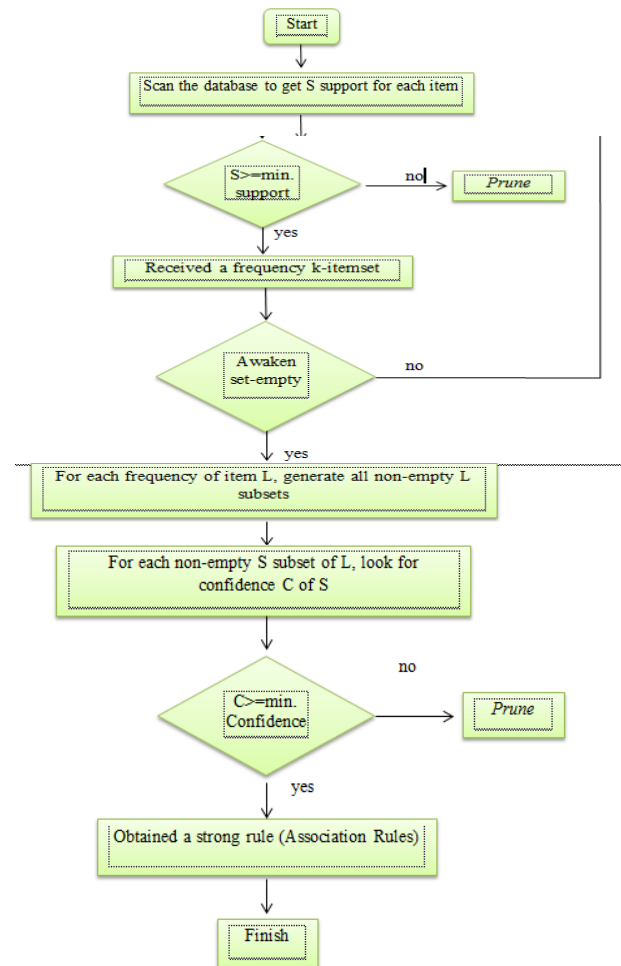 Start
Scan the database to get S support for each item
S>=min.
support
no
Prune
yes
Received a frequency k-itemset
Awaken
set-empty
no
yes
For each frequency of item L, generate all non-empty L
subsets
For each non-empty S subset of L, look for
confidence C of S
no
C>=min.
Confidence
Prune
yes
Obtained a strong rule (Association Rules)
Finish